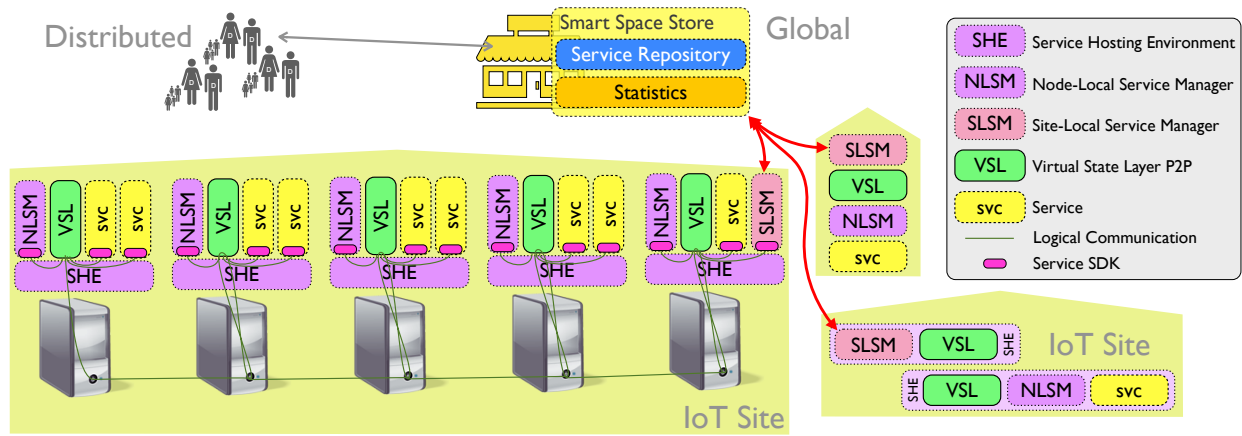 Distributed
Smart Space Store
Service Repository
Statistics
Global
SHE Service Hosting Environment
NLSM Node-Local Service Manager
SLSM Site-Local Service Manager
VSL Virtual State Layer P2P
svc Service
Logical Communication
Service SDK
D D
D D
D D
D D
NLSM VSL svc svc
SHE
NLSM VSL svc svc
SHE
NLSM VSL svc svc
SHE
NLSM VSL svc svc
SHE
NLSM VSL svc SLSM
SHE
IoT Site
SLSM
VSL
NLSM
svc
SLSM VSL SHE
IoT Site
SHE VSL NLSM svc